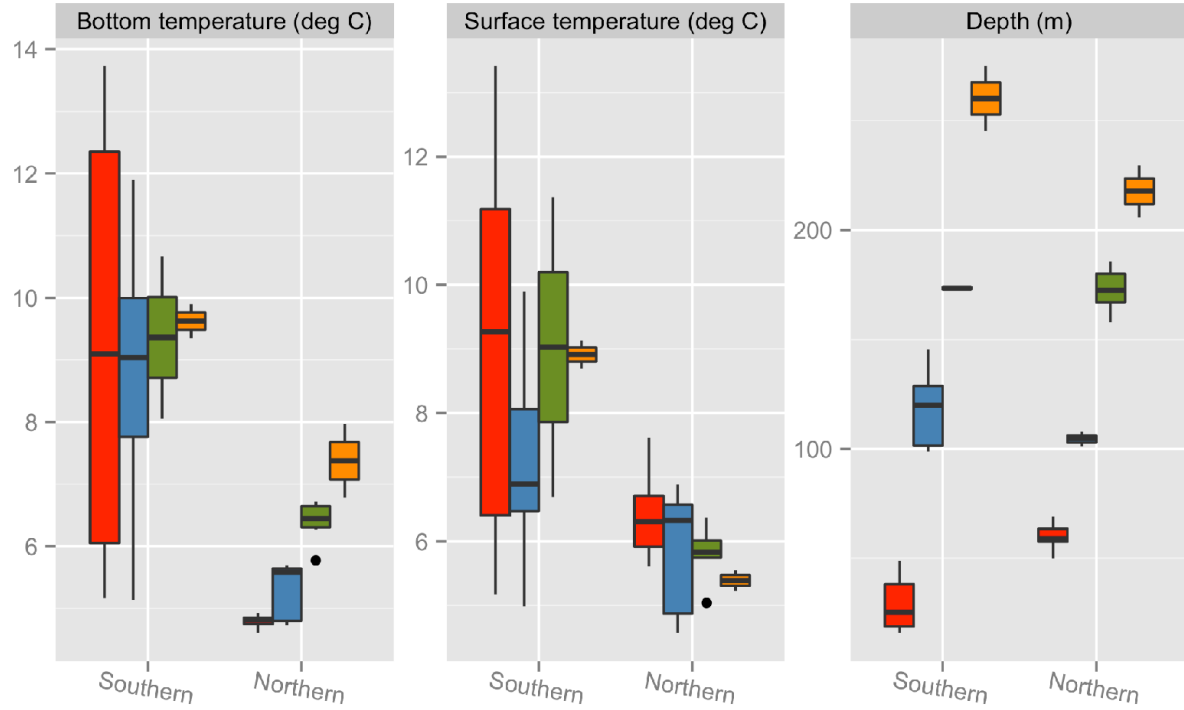 Bottom temperature (deg C)
Surface temperature (deg C)
Depth (m)
14
12
10
8
6
Southern
Northern
12
10
8
6
Southern
Northern
200
100
Southern
Northern